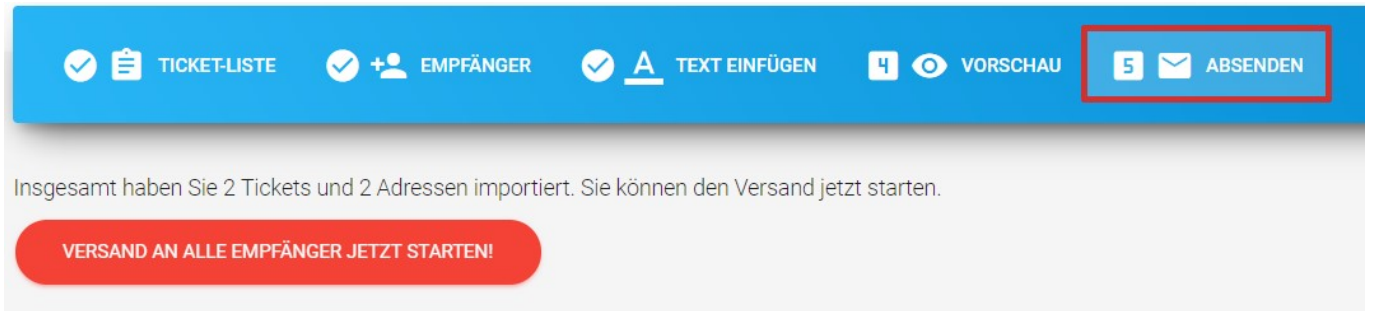 TICKET-LISTE EMPFÄNGER A TEXT EINFÜGEN 4 VORSCHAU 5 ABSENDEN
Insgesamt haben Sie 2 Tickets und 2 Adressen importiert. Sie können den Versand jetzt starten.
VERSAND AN ALLE EMPFÄNGER JETZT STARTEN!